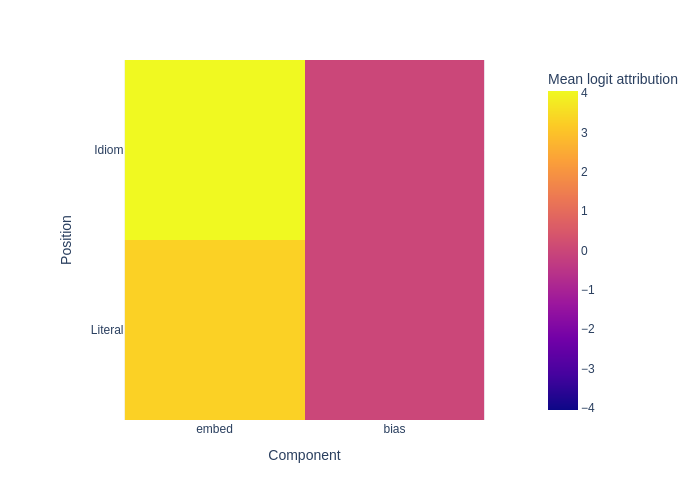 Mean logit attribution
4
3
2
1
0
−1
−2
−3
−4
Idiom
Literal
Position
embed
bias
Component